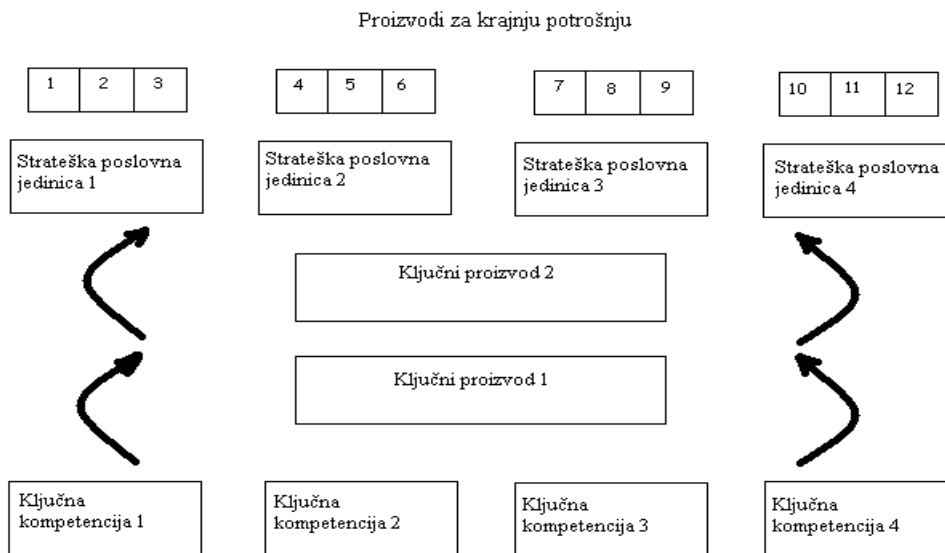 Proizvodi za krajnju potrošnju
1 2 3
4 5 6
7 8 9
10 11 12
Strateška poslovna
jedinica 1
Strateška poslovna
jedinica 2
Strateška poslovna
jedinica 3
Strateška poslovna
jedinica 4
Ključni proizvod 2
Ključni proizvod 1
Ključna
kompetencija 1
Ključna
kompetencija 2
Ključna
kompetencija 3
Ključna
kompetencija 4